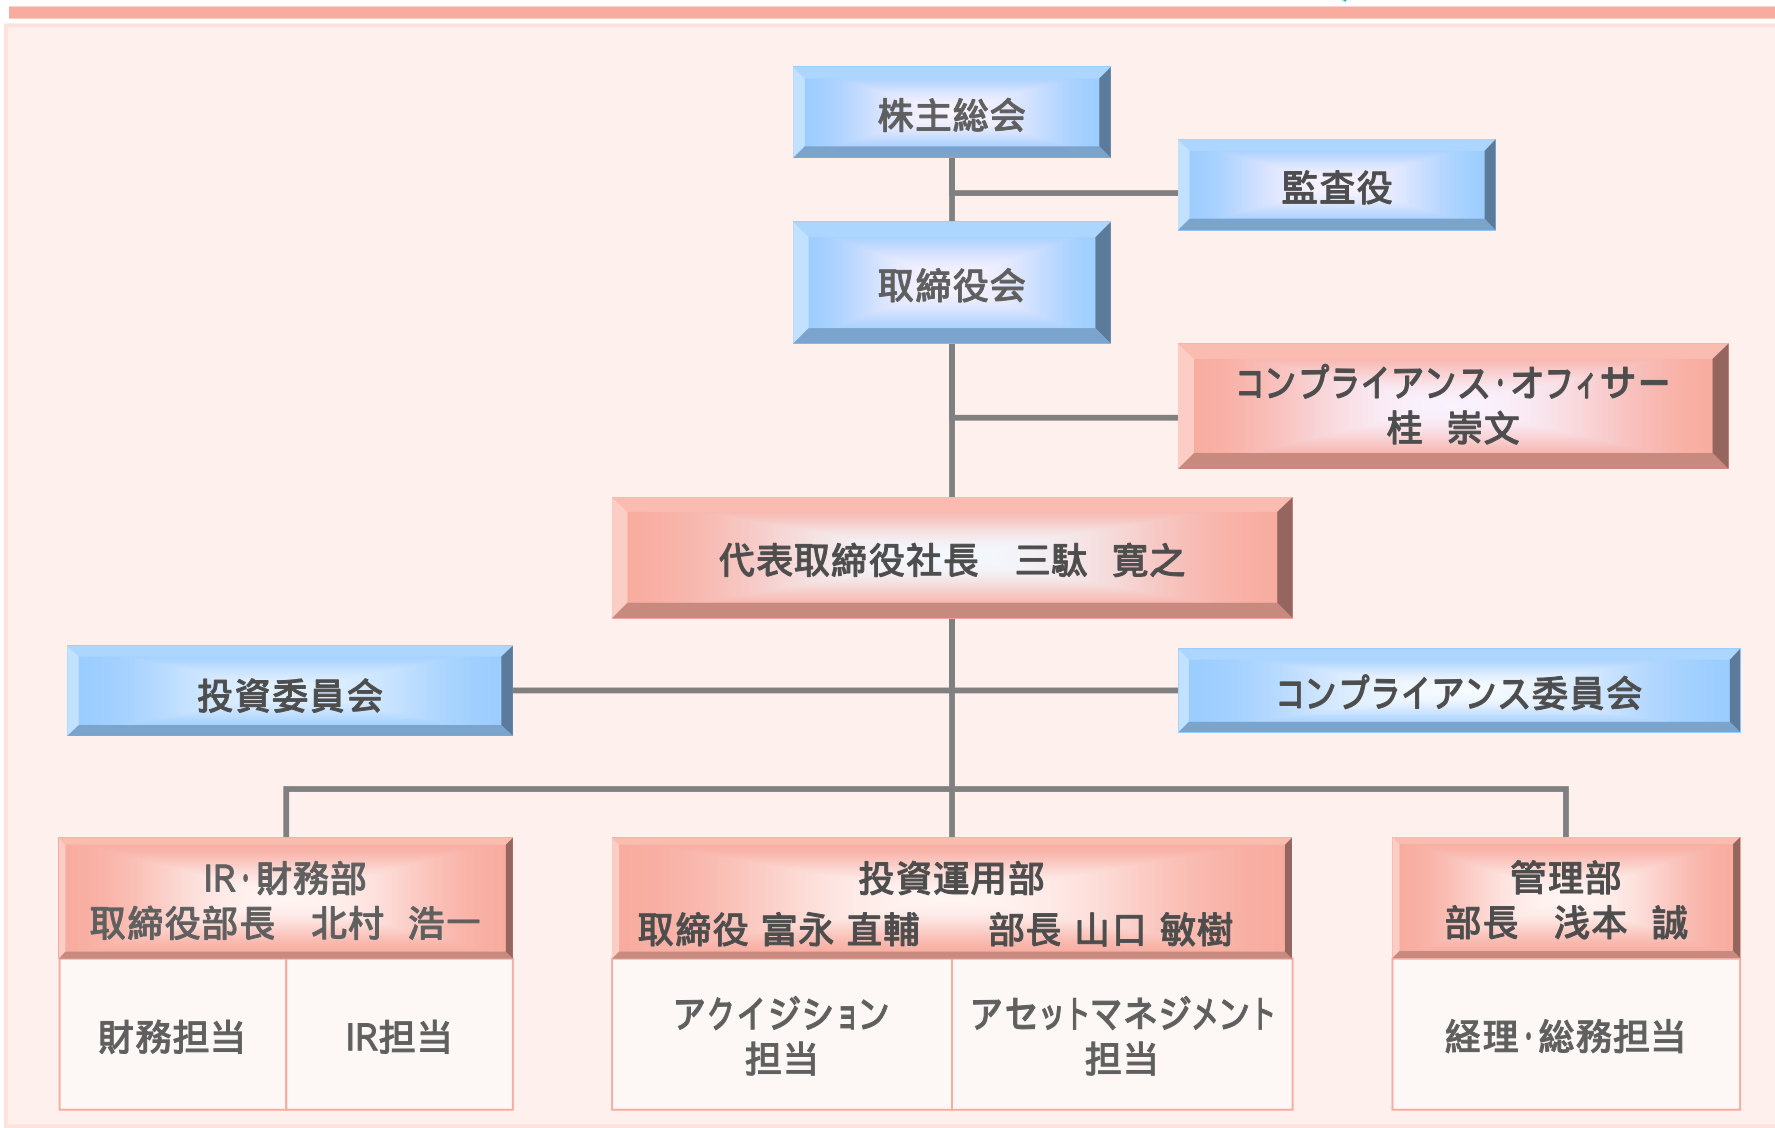 株主総会
監査役
取締役会
コンプライアンス・オフィサー
桂　崇文
代表取締役社長　三駄　寛之
投資委員会
コンプライアンス委員会
IR・財務部
取締役部長　北村　浩一
投資運用部
取締役 富永 直輔　　部長 山口 敏樹
管理部
部長　浅本　誠
財務担当
IR担当
アクイジション
担当
アセットマネジメント
担当
経理・総務担当